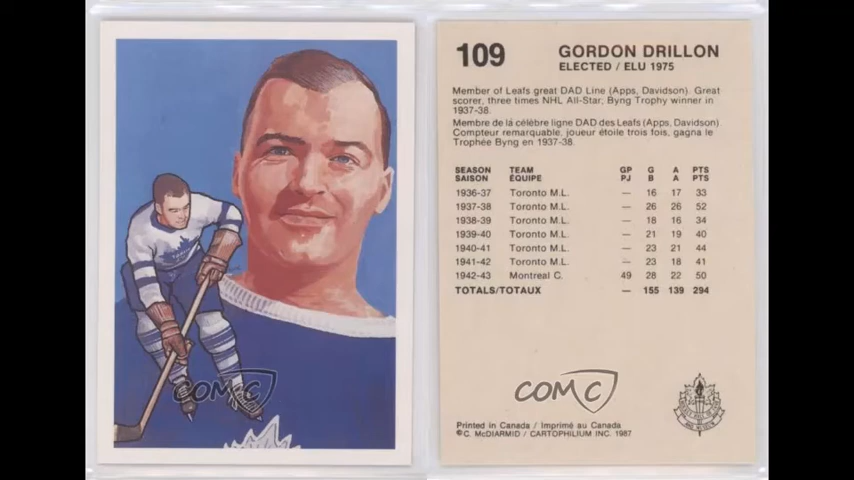 COMC
109
GORDON DRILLON
ELECTED / ELU 1975
Member of Leafs great DAD Line (Apps, Davidson). Great
scorer, three times NHL All-Star; Byng Trophy winner in
1937-38.
Membre de lá célèbre ligne DAD des Leafs (Apps, Davidson).
Compteur remarquable, joueur étoile trois fois, gagna le
Trophée Byng en 1937-38.
SEASON TEAM GP G A PTS
SAISON ÉQUIPE PJ B A PTS
1936-37 Toronto M.L. — 16 17 33
1937-38 Toronto M.L. — 26 26 52
1938-39 Toronto M.L. — 18 16 34
1939-40 Toronto M.L. — 21 19 40
1940-41 Toronto M.L. — 23 21 44
1941-42 Toronto M.L. — 23 18 41
1942-43 Montreal C. 49 28 22 50
TOTALS/TOTAUX — 155 139 294
COMC
Printed in Canada / Imprimé au Canada
©C. McDIARMID / CARTOPHILIUM INC. 1987